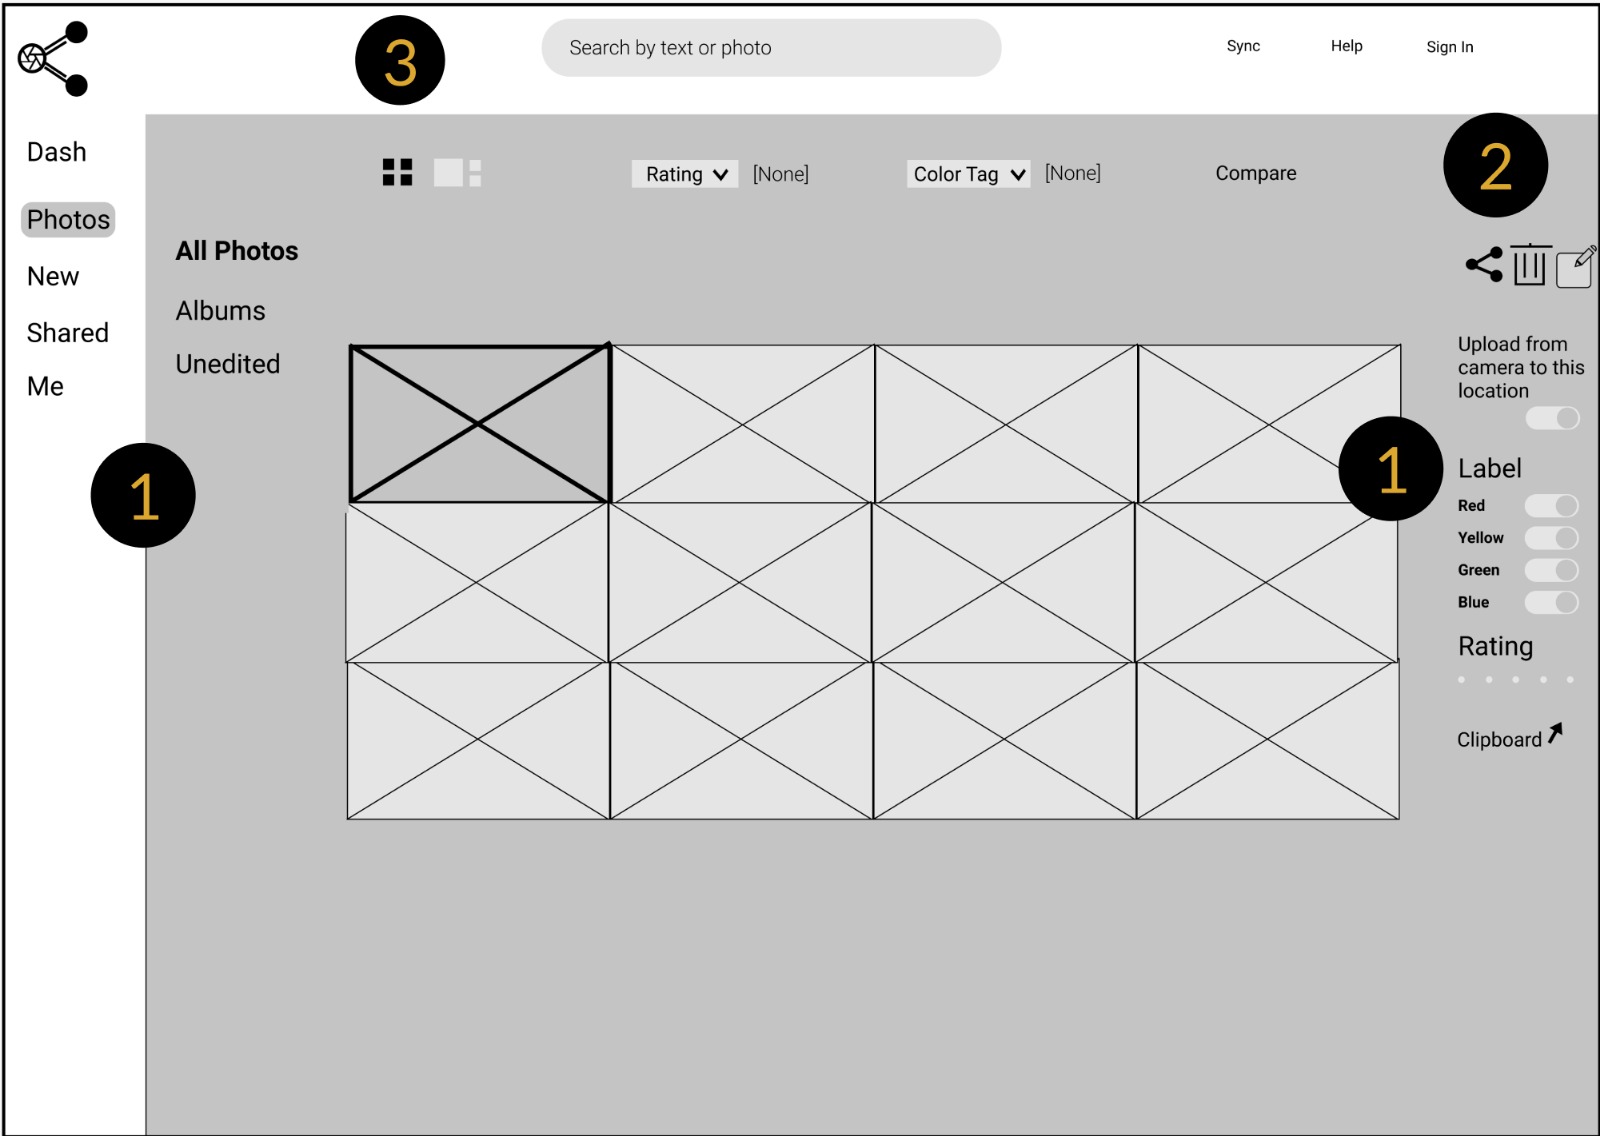 3
Search by text or photo
Sync
Help
Sign In
Dash
Photos
New
Shared
Me
1
Rating
[None]
Color Tag
[None]
Compare
2
All Photos
Albums
Unedited
Upload from
camera to this
location
1
Label
Red
Yellow
Green
Blue
Rating
Clipboard